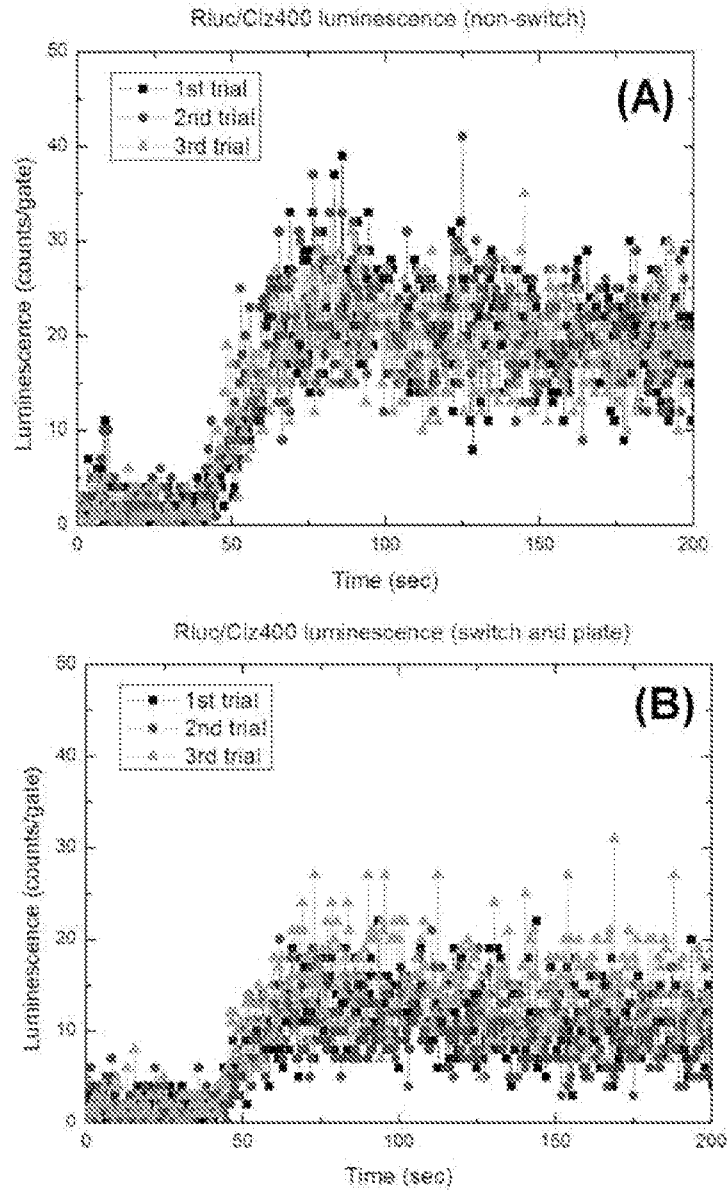 Rluc/Clz400 luminescence (non-switch)
(A)
1st trial
2nd trial
3rd trial
Luminescence (counts/gate)
50
40
30
20
10
0
0 50 100 150 200
Time (sec)
Rluc/Clz400 luminescence (switch and plate)
(B)
1st trial
2nd trial
3rd trial
Luminescence (counts/gate)
50
40
30
20
10
0
0 50 100 150 200
Time (sec)